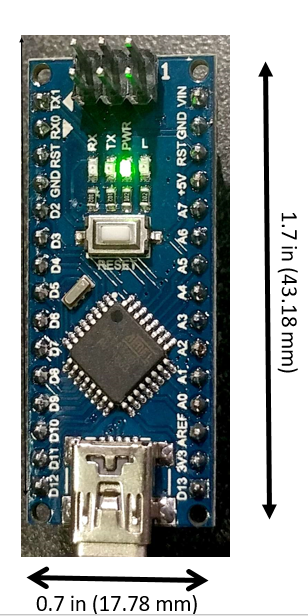 1
TX1
RX0
RST
GND
D2
D3
D4
D5
D6
D7
D8
D9
D10
D11
D12
RX
TX
PWR
L
RESET
VIN
GND
RST
+5V
A7
A6
A5
A4
A3
A2
A1
A0
AREF
3V3
D13
1.7 in (43.18 mm)
0.7 in (17.78 mm)